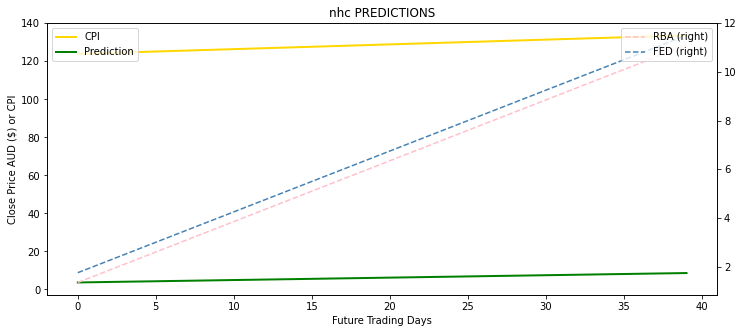 nhc PREDICTIONS
CPI
Prediction
RBA (right)
FED (right)
Close Price AUD ($) or CPI
140
120
100
80
60
40
20
0
12
10
8
6
4
2
0 5 10 15 20 25 30 35 40
Future Trading Days